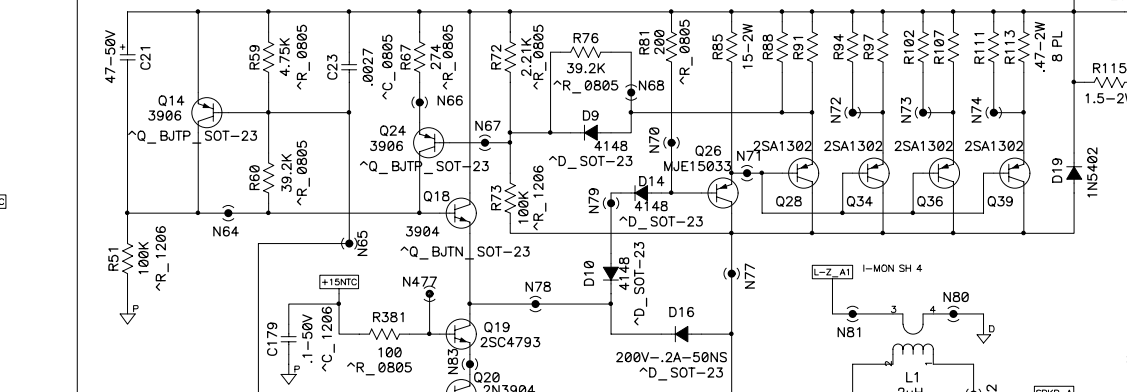 47-50V
C21
R59
4.75K
^R_0805
C23
.0027
^C_0805
R67
274
^R_0805
R72
2.21K
^R_0805
R76
39.2K
^R_0805
R81
200
^R_0805
R85
15-2W
R88
R91
R94
R97
R102
R107
R111
R113
.47-2W
8 PL
R115
Q14
3906
^Q_BJTP_SOT-23
N66
Q24
3906
^Q_BJTP_SOT-23
N67
N68
D9
4148
^D_SOT-23
N70
Q26
MJE15033
N71
N72
N73
N74
2SA1302
2SA1302
2SA1302
2SA1302
Q28
Q34
Q36
Q39
D19
1N5402
R60
39.2K
^R_0805
Q18
3904
^Q_BJTN_SOT-23
R73
100K
^R_1206
N79
D14
4148
^D_SOT-23
N64
N65
R51
100K
^R_1206
P
D10
4148
^D_SOT-23
N77
+15NTC
N477
N78
C179
.1-50V
^C_1206
P
R381
100
^R_0805
Q19
2SC4793
N83
Q20
2N3904
D16
200V-.2A-50NS
^D_SOT-23
L-Z_A1
I-MON SH 4
3
4
N81
N80
D
2
1
L1